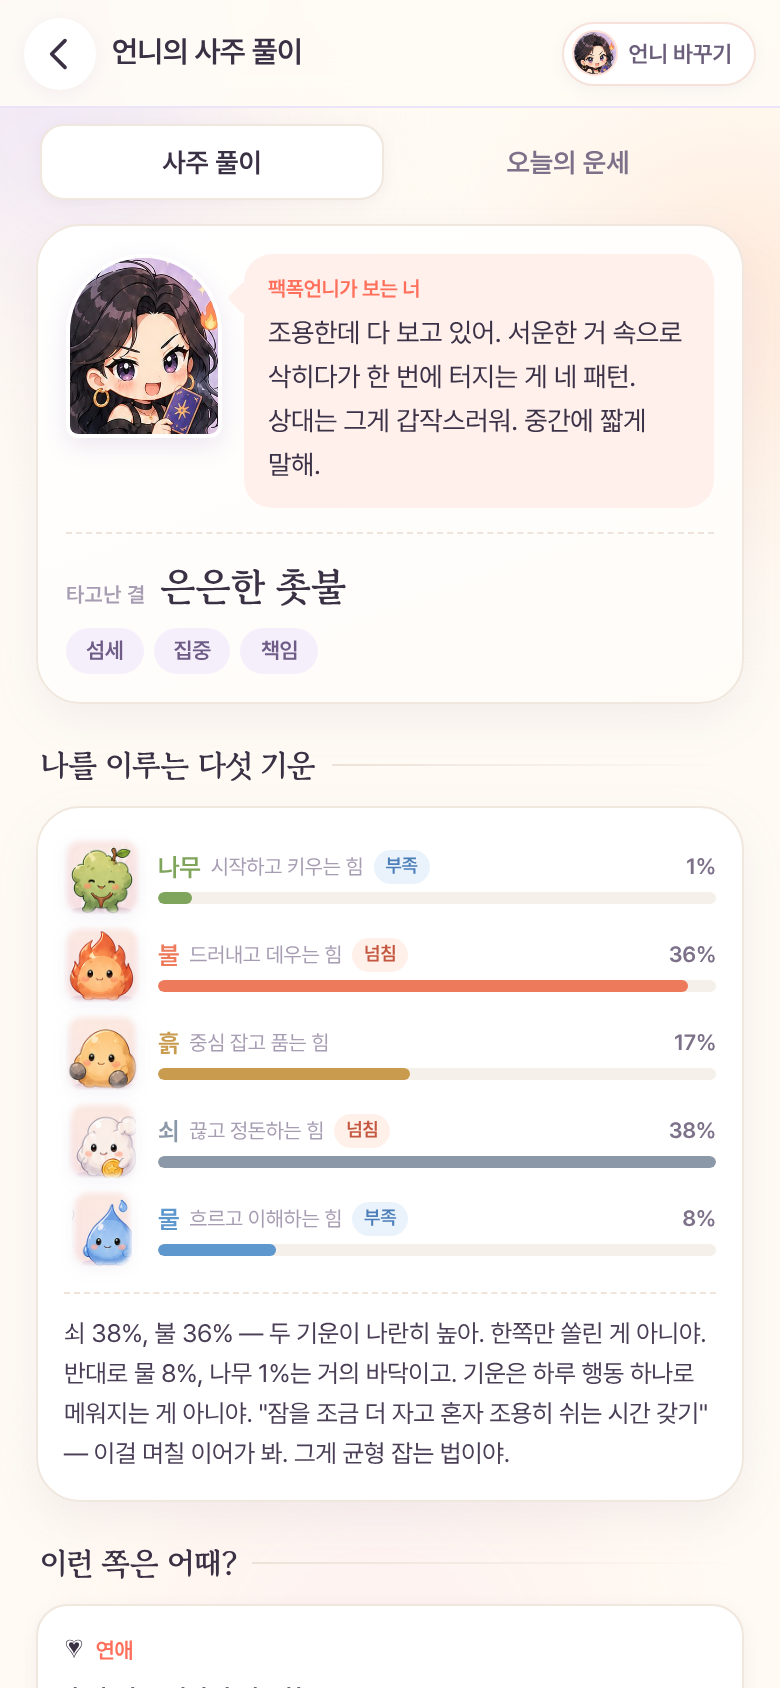 언니의 사주 풀이
언니 바꾸기
사주 풀이
오늘의 운세
팩폭언니가 보는 너
조용한데 다 보고 있어. 서운한 거 속으로
삭히다가 한 번에 터지는 게 네 패턴.
상대는 그게 갑작스러워. 중간에 짧게
말해.
타고난 결 은은한 촛불
섬세 집중 책임
나를 이루는 다섯 기운
나무 시작하고 키우는 힘 부족 1%
불 드러내고 데우는 힘 넘침 36%
흙 중심 잡고 품는 힘 17%
쇠 끊고 정돈하는 힘 넘침 38%
물 흐르고 이해하는 힘 부족 8%
쇠 38%, 불 36% — 두 기운이 나란히 높아. 한쪽만 쏠린 게 아니야.
반대로 물 8%, 나무 1%는 거의 바닥이고. 기운은 하루 행동 하나로
메워지는 게 아니야. "잠을 조금 더 자고 혼자 조용히 쉬는 시간 갖기"
— 이걸 며칠 이어가 봐. 그게 균형 잡는 법이야.
이런 쪽은 어때?
연애